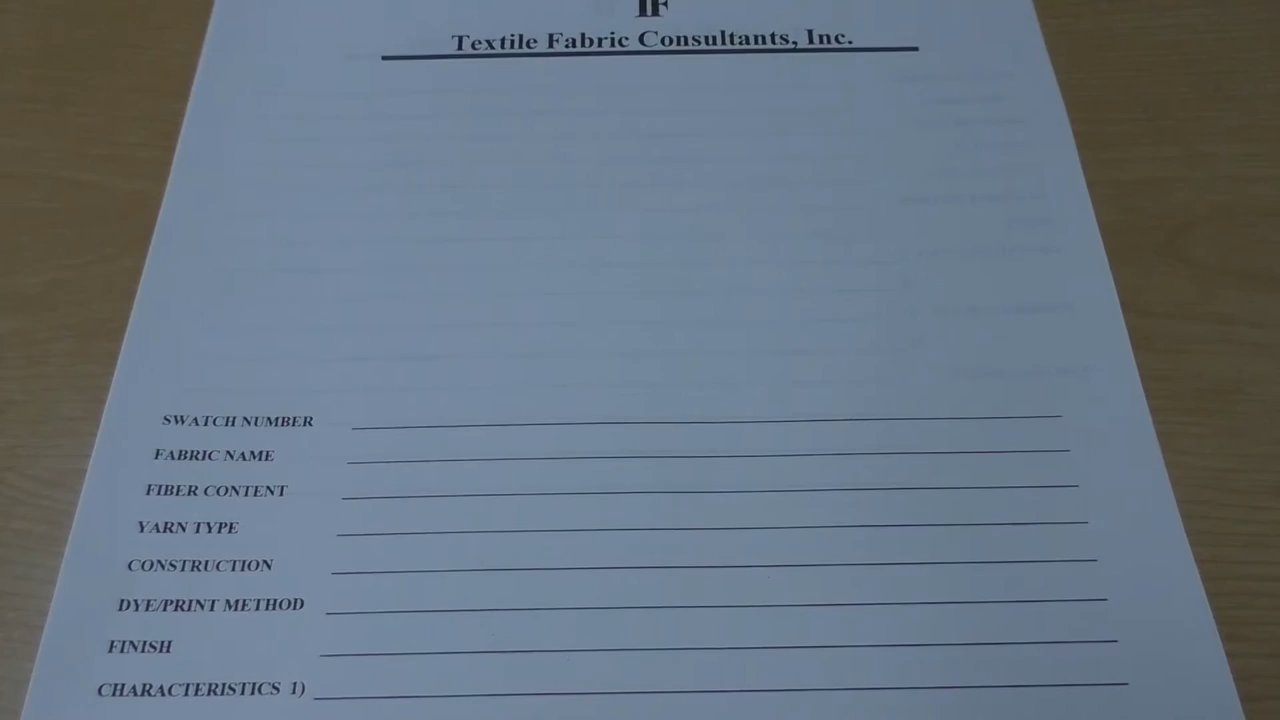 Textile Fabric Consultants, Inc.
SWATCH NUMBER
FABRIC NAME
FIBER CONTENT
YARN TYPE
CONSTRUCTION
DYE/PRINT METHOD
FINISH
CHARACTERISTICS 1)